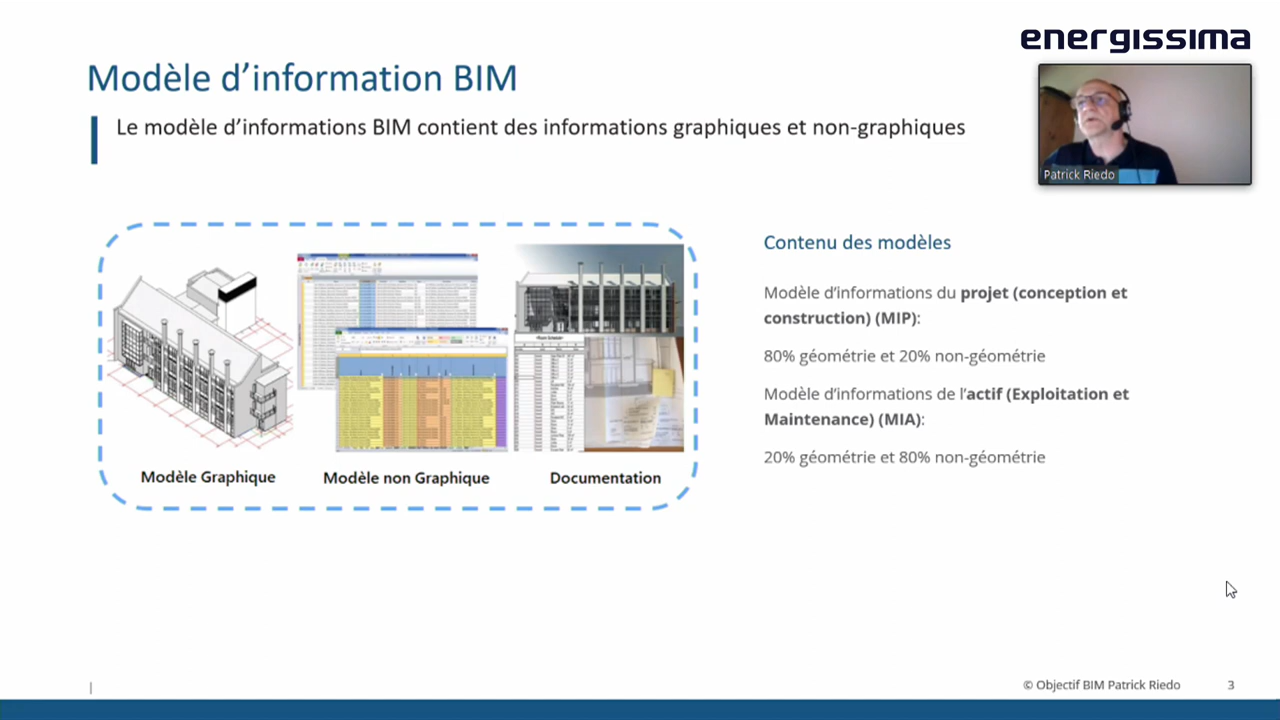 energissima
Modèle d'information BIM
Le modèle d'informations BIM contient des informations graphiques et non-graphiques
Patrick Riedo
Contenu des modèles
Modèle d'informations du projet (conception et
construction) (MIP):
80% géométrie et 20% non-géométrie
Modèle d'informations de l'actif (Exploitation et
Maintenance) (MIA):
20% géométrie et 80% non-géométrie
Modèle Graphique
Modèle non Graphique
Documentation
© Objectif BIM Patrick Riedo
3